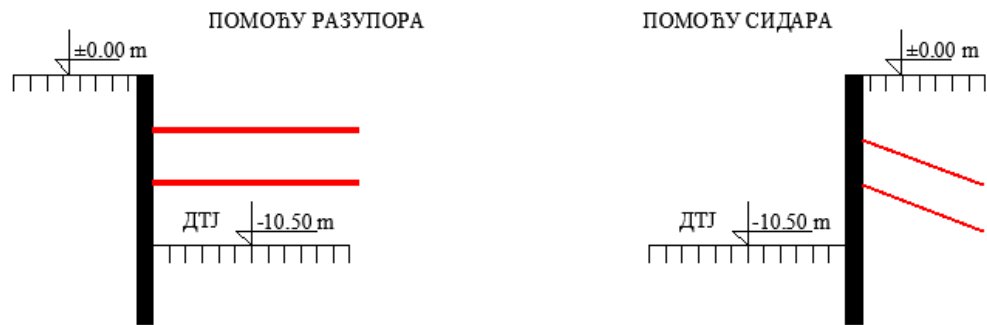 ПОМОЋУ РАЗУПОРА
±0.00 m
ДТЈ
-10.50 m
ПОМОЋУ СИДАРА
±0.00 m
ДТЈ
-10.50 m